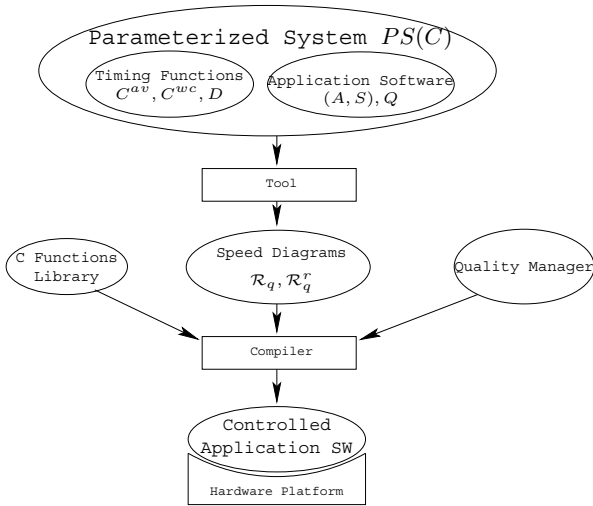 Parameterized System PS(C)
Timing Functions
C^{av}, C^{wc}, D
Application Software
(A, S), Q
Tool
C Functions
Library
Speed Diagrams
R_q, R_q^r
Quality Manager
Compiler
Controlled
Application SW
Hardware Platform